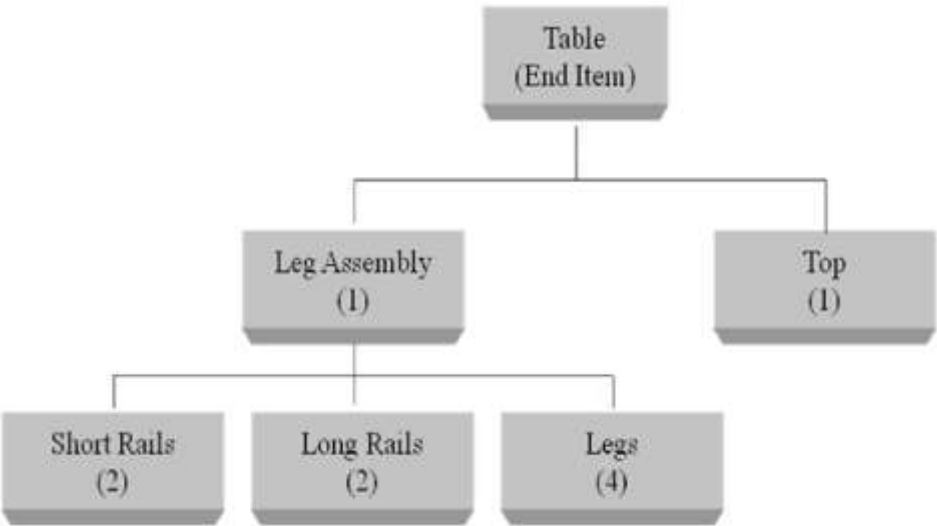 Table
(End Item)
Leg Assembly
(1)
Top
(1)
Short Rails
(2)
Long Rails
(2)
Legs
(4)